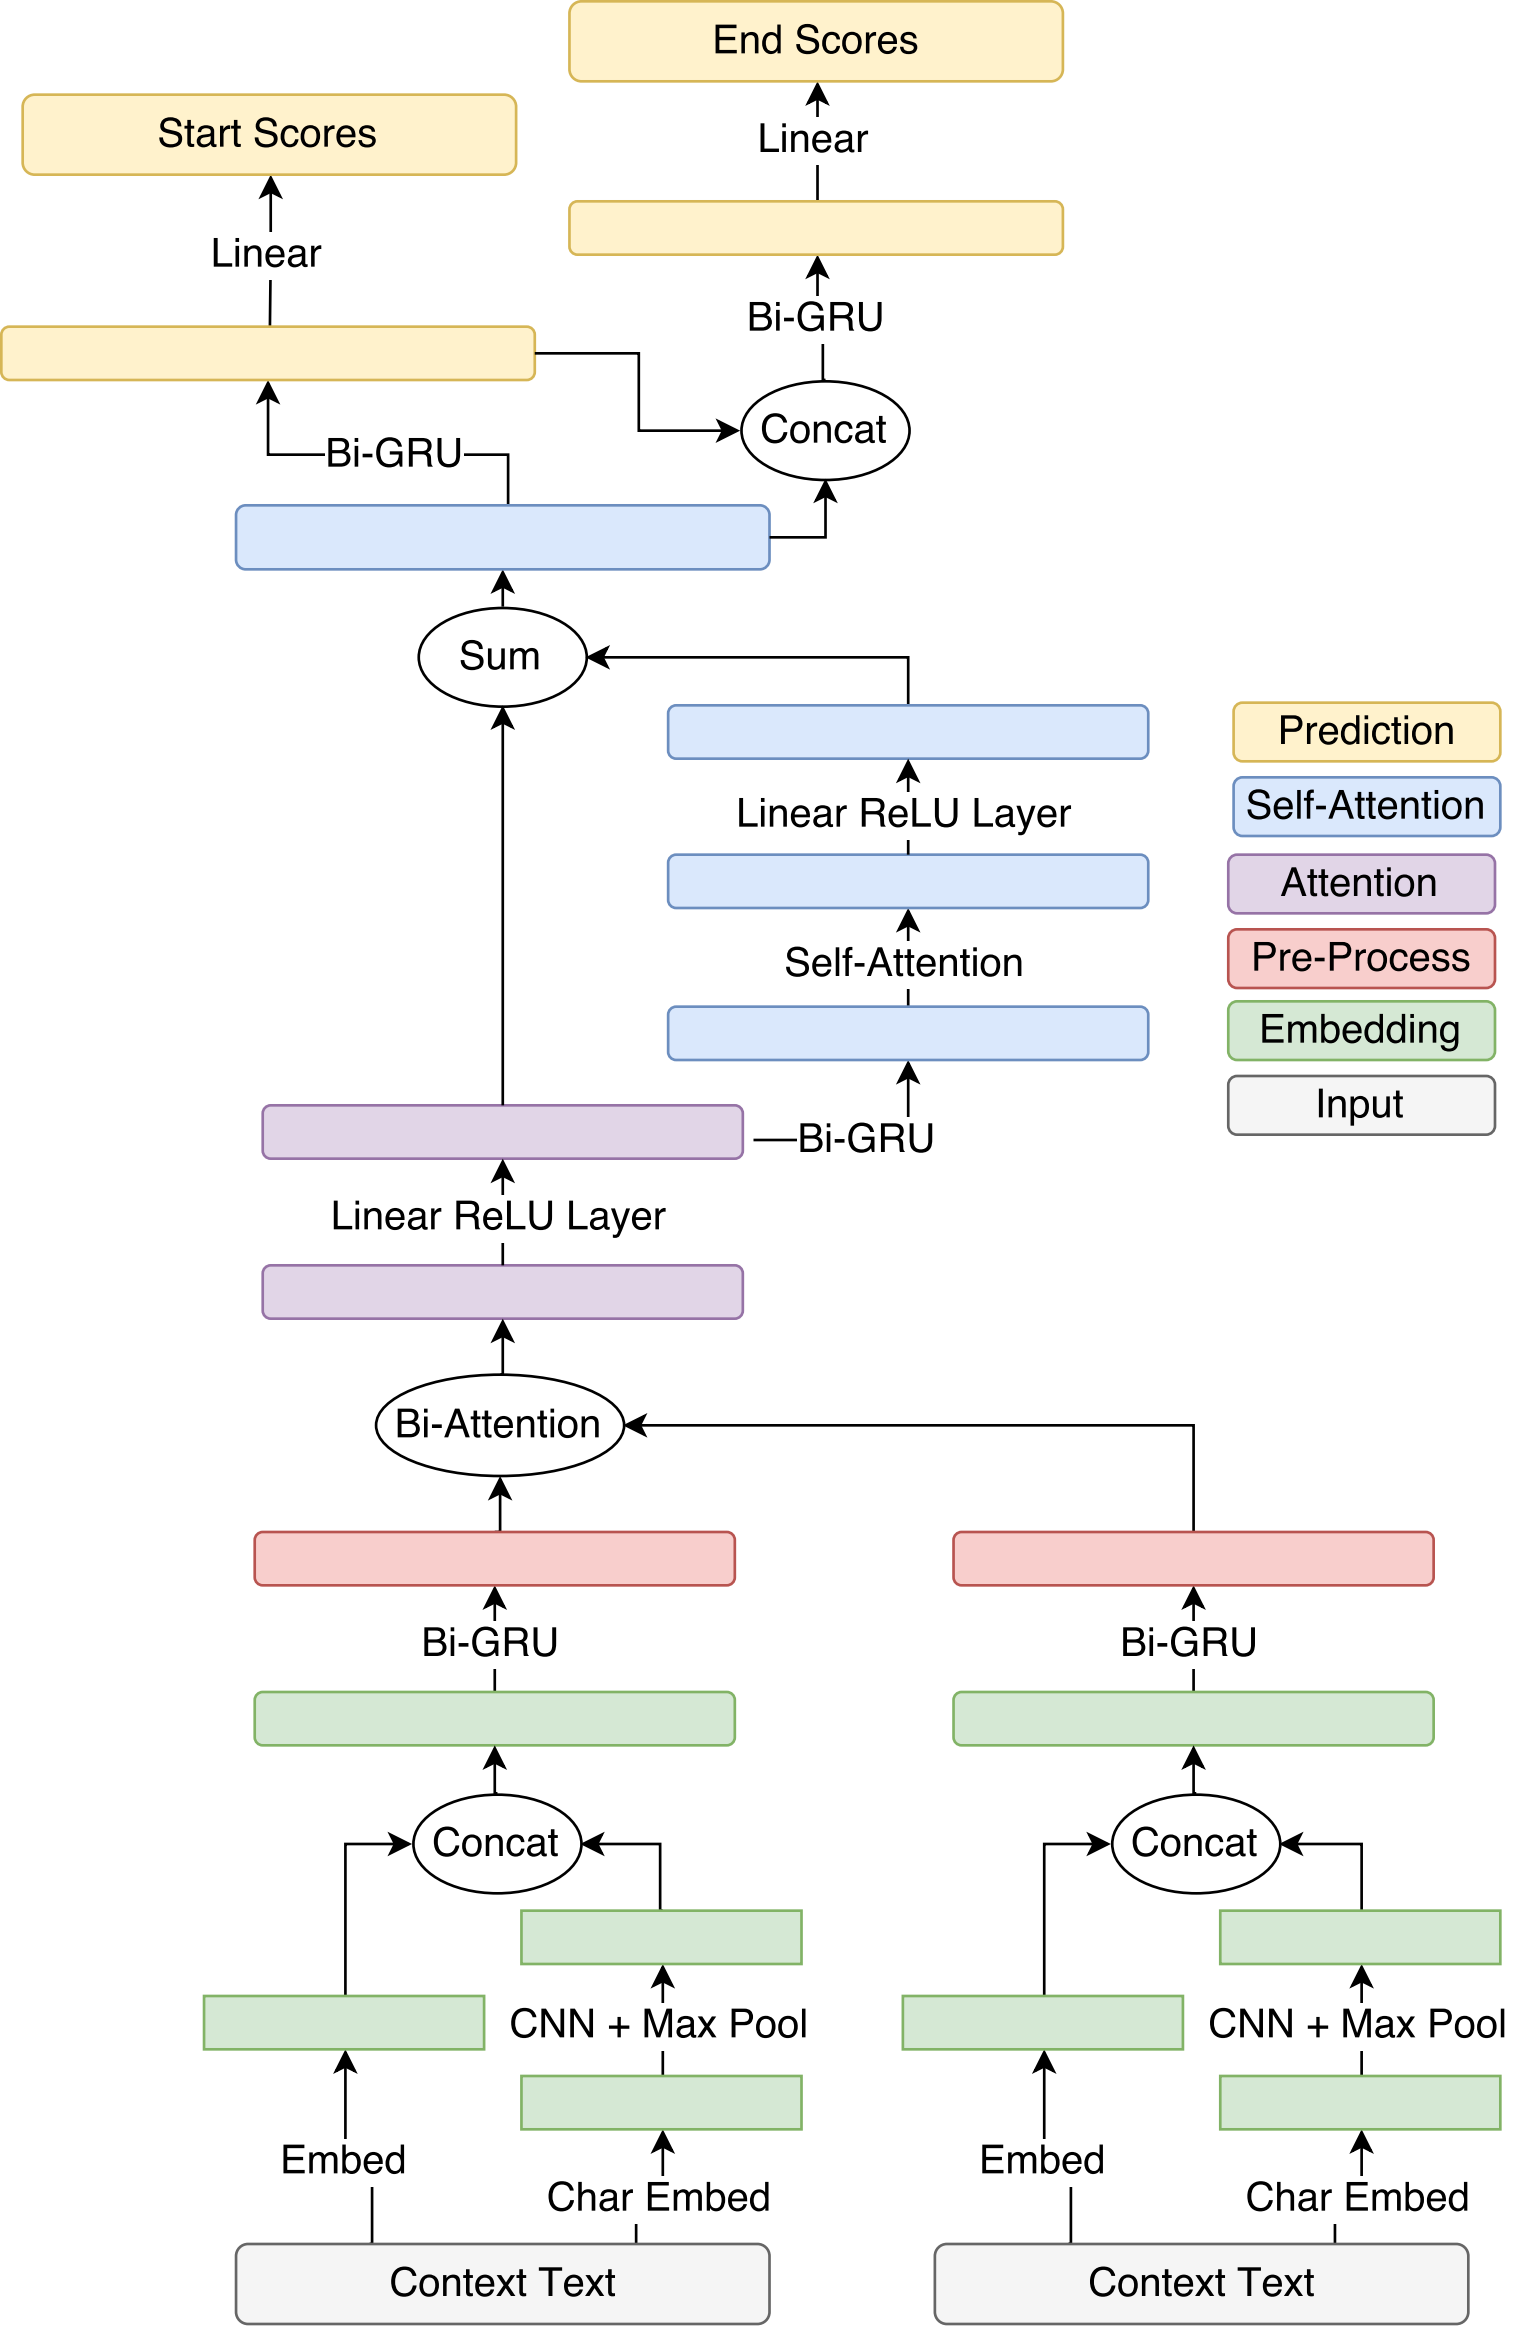 End Scores
Start Scores
Linear
Linear
Bi-GRU
Concat
Bi-GRU
Sum
Prediction
Self-Attention
Attention
Pre-Process
Embedding
Input
Linear ReLU Layer
Self-Attention
Bi-GRU
Linear ReLU Layer
Bi-Attention
Bi-GRU
Bi-GRU
Concat
Concat
CNN + Max Pool
CNN + Max Pool
Embed
Char Embed
Embed
Char Embed
Context Text
Context Text